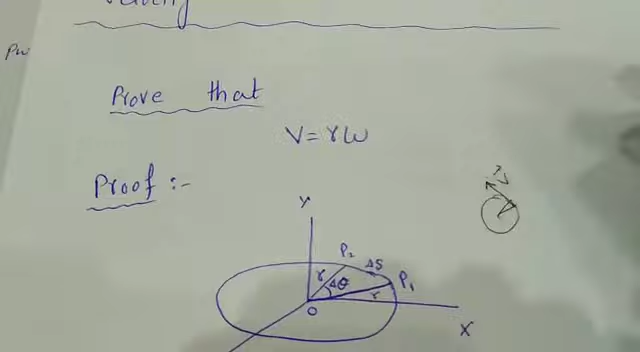 Prove that
V = rω
Proof :-
Y
P₂
ΔS
r
Δθ
P₁
r
O
X